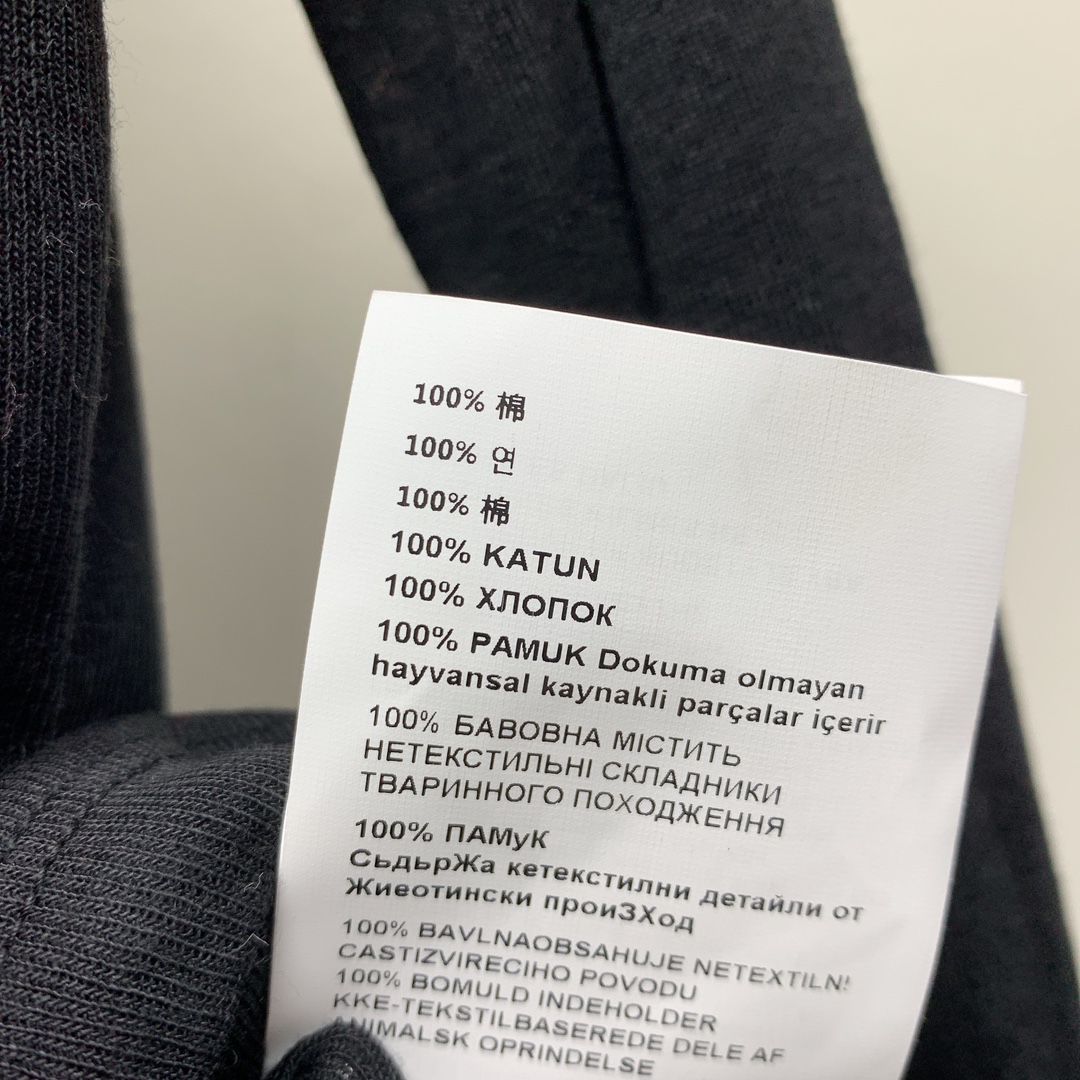 100% 棉
100% 면
100% 棉
100% KATUN
100% ХЛОПОК
100% PAMUK Dokuma olmayan
hayvansal kaynakli parçalar içerir
100% БАВОВНА МІСТИТЬ
НЕТЕКСТИЛЬНІ СКЛАДНИКИ
ТВАРИННОГО ПОХОДЖЕННЯ
100% ПАМуК
СьдьрЖа кетекстилни детайли от
Жиеотински проиЗХод
100% BAVLNAOBSAHUJE NETEXTILN!
CASTIZVIRECIHO POVODU
100% BOMULD INDEHOLDER
KKE-TEKSTILBASEREDE DELE AF
ANIMALSK OPRINDELSE